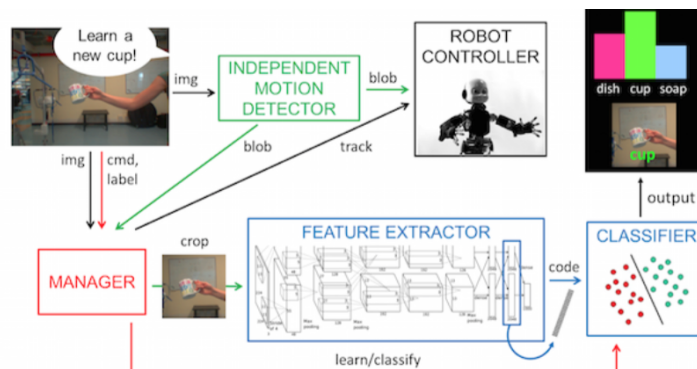 Learn a
new cup!
img
INDEPENDENT
MOTION
DETECTOR
blob
ROBOT
CONTROLLER
dish cup soap
cup
blob
track
img
cmd,
label
output
MANAGER
crop
FEATURE EXTRACTOR
code
CLASSIFIER
learn/classify